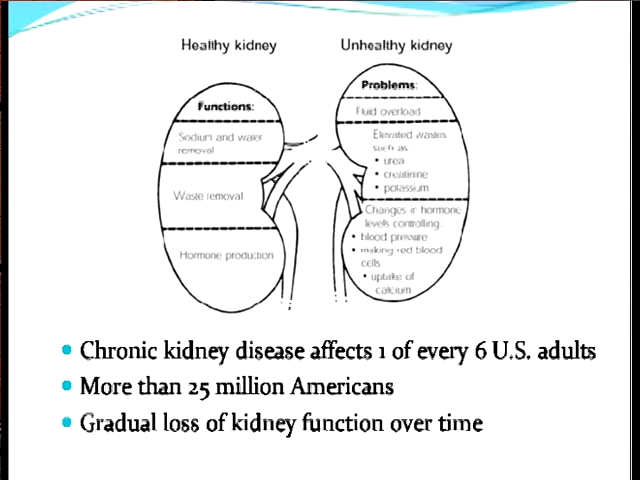 Healthy kidney
Unhealthy kidney
Functions:
Sodium and water
removal
Waste removal
Hormone production
Problems:
Fluid overload
Elevated wastes
such as
• urea
• creatinine
• potassium
Changes in hormone
levels controlling:
• blood pressure
• making red blood
cells
• uptake of
calcium
• Chronic kidney disease affects 1 of every 6 U.S. adults
• More than 25 million Americans
• Gradual loss of kidney function over time